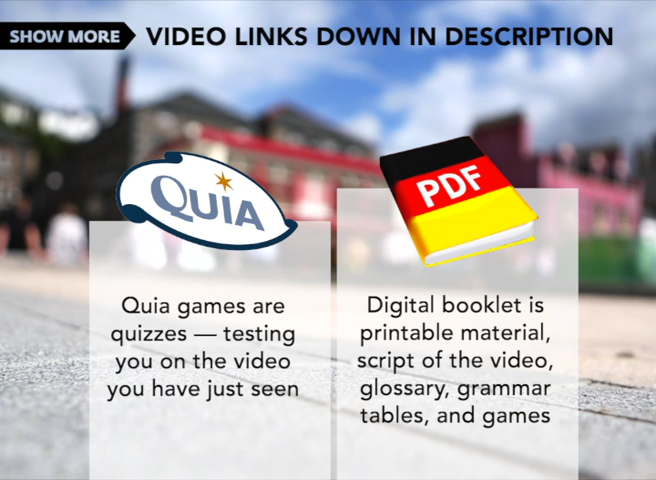 SHOW MORE VIDEO LINKS DOWN IN DESCRIPTION
QUIA
Quia games are
quizzes — testing
you on the video
you have just seen
PDF
Digital booklet is
printable material,
script of the video,
glossary, grammar
tables, and games